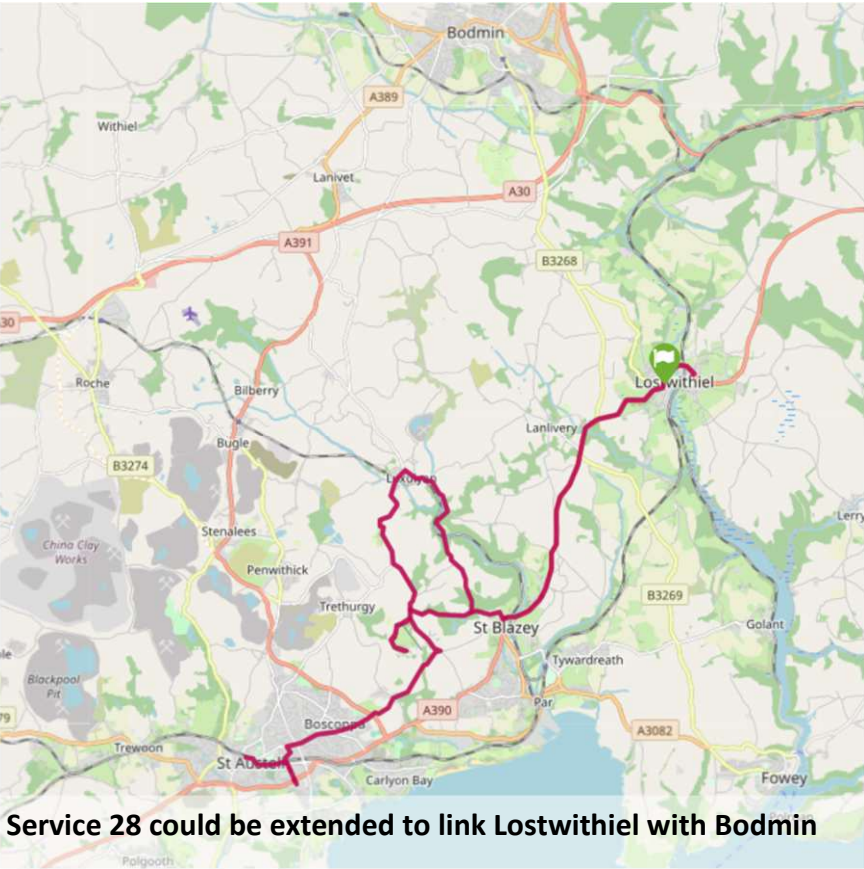 Bodmin
A389
Withiel
Lanivet
A30
A391
B3268
30
Lostwithiel
Roche
Bilberry
Lanlivery
Bugle
B3274
Luxulyan
Lerry
Stenalees
China Clay
Works
Penwithick
B3269
Trethurgy
St Blazey
Golant
Tywardreath
Blackpool
Pit
Par
A390
79
Boscoppa
A3082
Trewoon
St Austell
Carlyon Bay
Fowey
Service 28 could be extended to link Lostwithiel with Bodmin
Polgooth